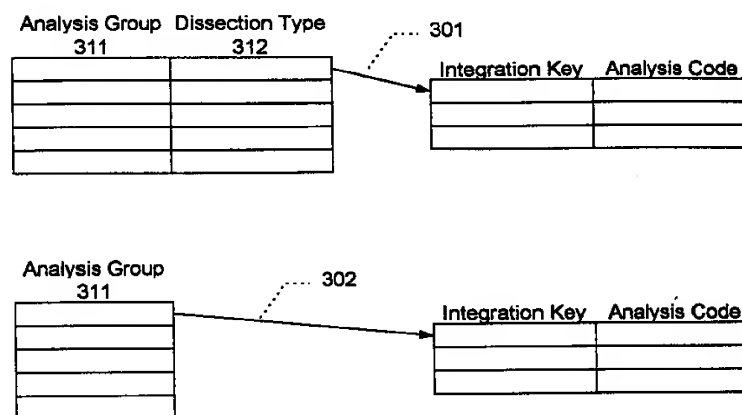 Analysis Group Dissection Type
311 312
301
Integration Key Analysis Code
Analysis Group
311
302
Integration Key Analysis Code